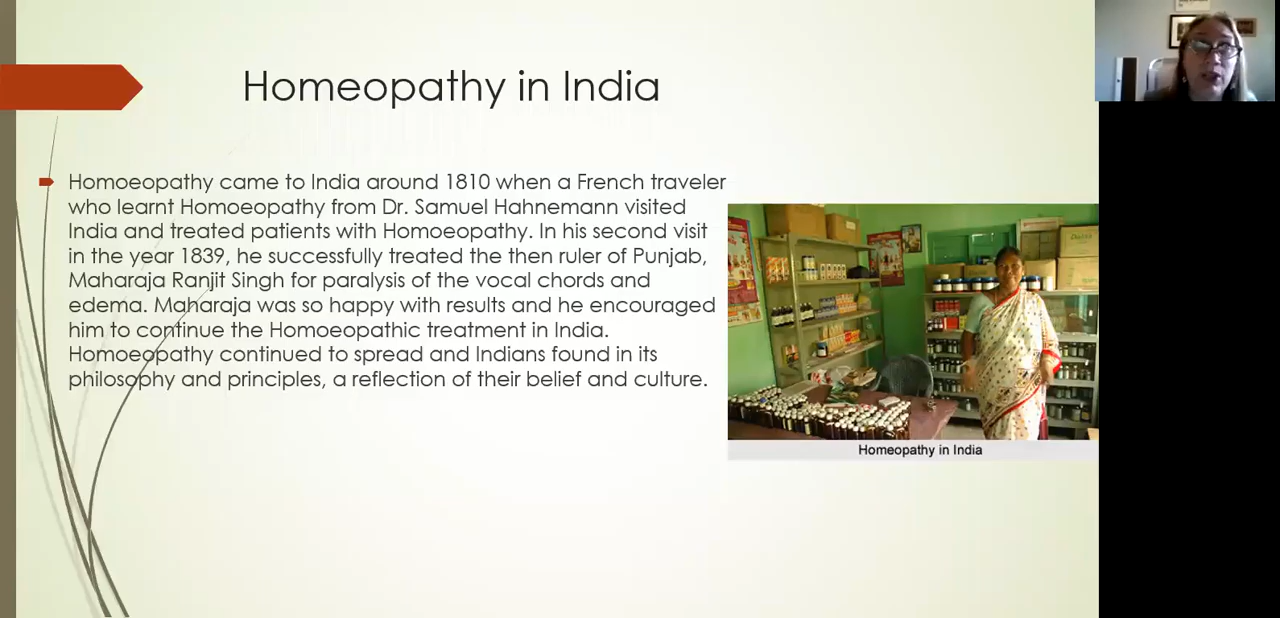 Homeopathy in India
Homoeopathy came to India around 1810 when a French traveler
who learnt Homoeopathy from Dr. Samuel Hahnemann visited
India and treated patients with Homoeopathy. In his second visit
in the year 1839, he successfully treated the then ruler of Punjab,
Maharaja Ranjit Singh for paralysis of the vocal chords and
edema. Maharaja was so happy with results and he encouraged
him to continue the Homoeopathic treatment in India.
Homoeopathy continued to spread and Indians found in its
philosophy and principles, a reflection of their belief and culture.
Homeopathy in India